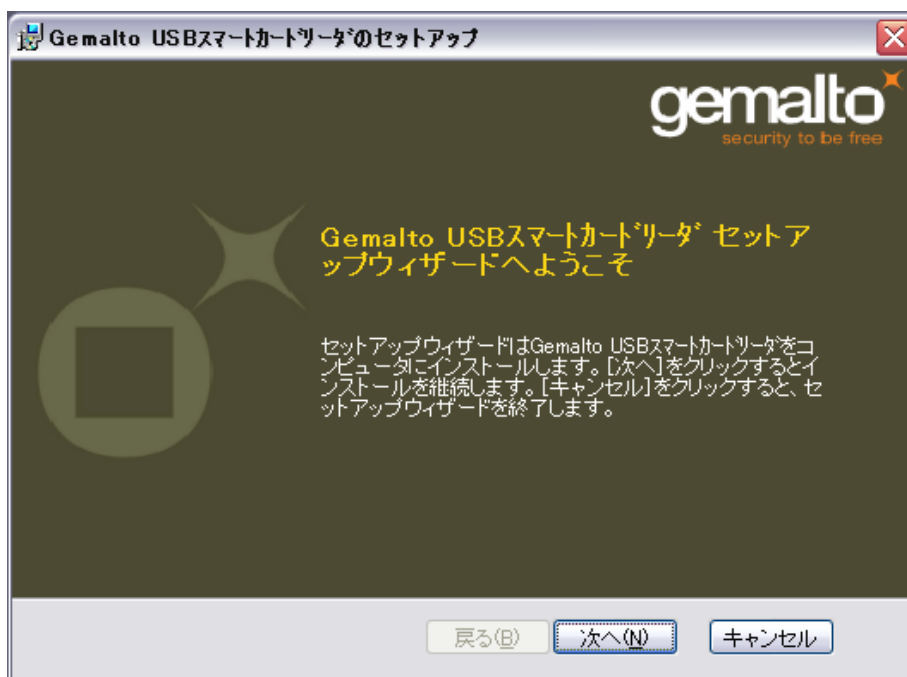 Gemalto USBｽﾏｰﾄｶｰﾄﾞﾘｰﾀﾞのセットアップ
gemalto
security to be free
Gemalto USBｽﾏｰﾄｶｰﾄﾞﾘｰﾀﾞ セットア
ップウィザードへようこそ
セットアップウィザードはGemalto USBｽﾏｰﾄｶｰﾄﾞﾘｰﾀﾞをコ
ンピュータにインストールします。［次へ］をクリックするとイ
ンストールを継続します。［キャンセル］をクリックすると、セ
ットアップウィザードを終了します。
戻る(B) 次へ(N) キャンセル